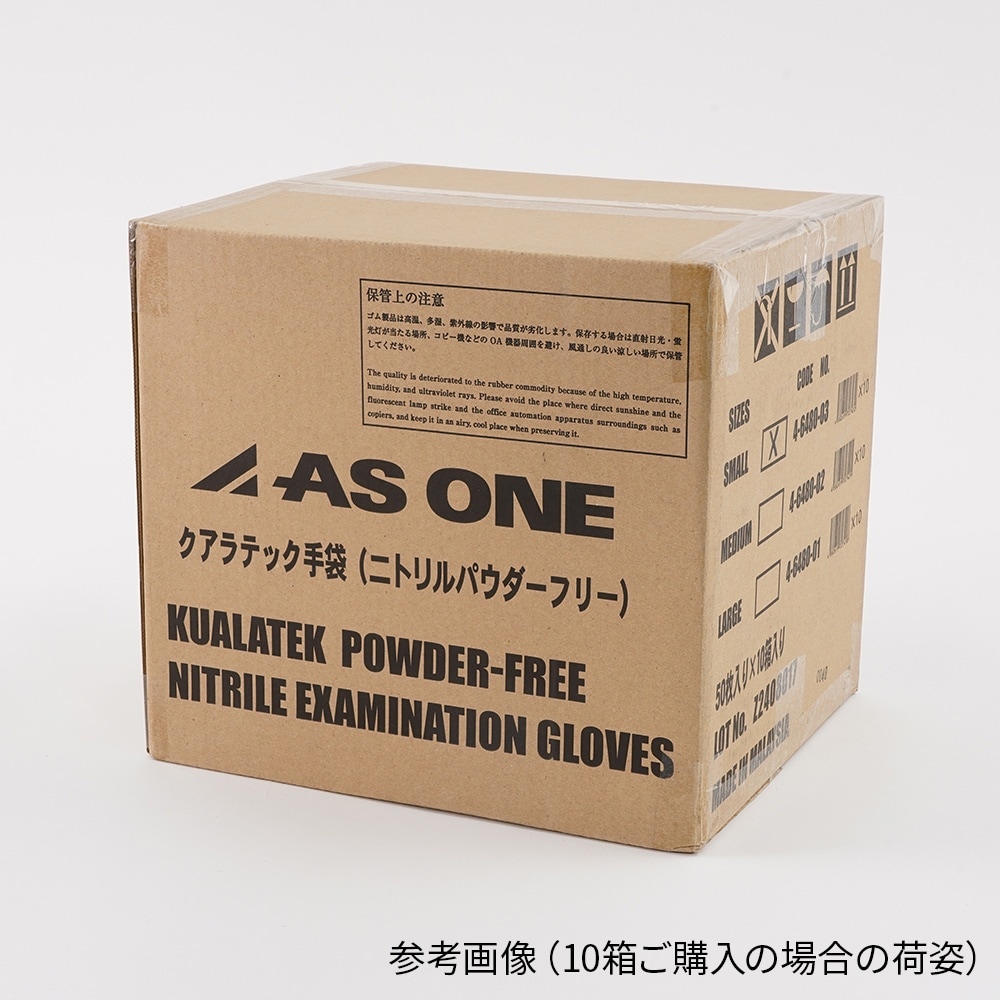 保管上の注意
ゴム製品は高温、多湿、紫外線の影響で品質が劣化します。保存する場合は直射日光・蛍
光灯が当たる場所、コピー機などの OA 機器周囲を避け、風通しの良い涼しい場所で保管
してください。
The quality is deteriorated to the rubber commodity because of the high temperature,
humidity, and ultraviolet rays. Please avoid the place where direct sunshine and the
fluorescent lamp strike and the office automation apparatus surroundings such as
copiers, and keep it in an airy, cool place when preserving it.
AS ONE
クアラテック手袋（ニトリルパウダーフリー）
KUALATEK POWDER-FREE
NITRILE EXAMINATION GLOVES
SIZES CODE NO.
SMALL X 4-6480-03 ×10
MEDIUM 4-6480-02 ×10
LARGE 4-6480-01 ×10
50枚入り×10箱入り
LOT No. Z2408017
MADE IN MALAYSIA
参考画像（10箱ご購入の場合の荷姿）